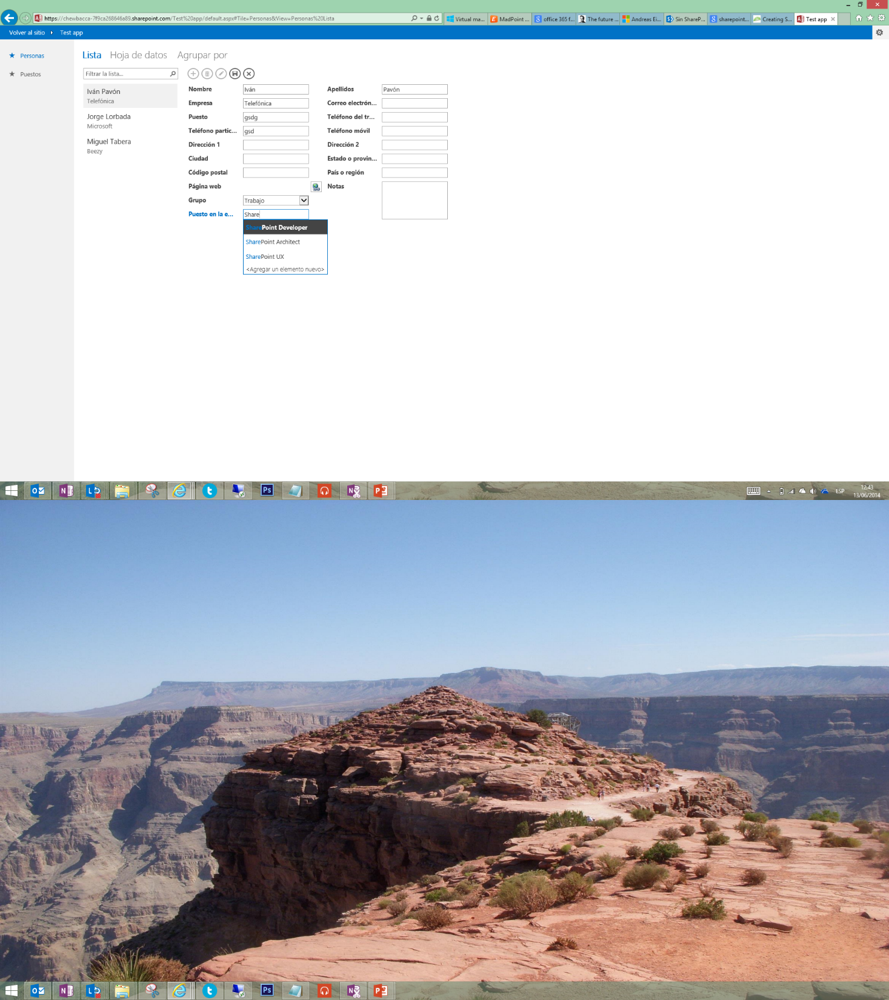 https://chewbacca-7f9ca268646a89.sharepoint.com/Test%20app/default.aspx#Tile=Personas&View=Personas%20Lista
Virtual ma...
MadPoint ...
office 365 f...
The future ...
Andreas Ei...
Sin ShareP...
sharepoint...
Creating S...
Test app
Volver al sitio
Test app
Personas
Puestos
Lista Hoja de datos Agrupar por
Filtrar la lista...
Iván Pavón
Telefónica
Jorge Lorbada
Microsoft
Miguel Tabera
Beezy
Nombre Iván Apellidos Pavón
Empresa Telefónica Correo electrón...
Puesto gsdg Teléfono del tr...
Teléfono partic... gsd Teléfono móvil
Dirección 1 Dirección 2
Ciudad Estado o provin...
Código postal País o región
Página web Notas
Grupo Trabajo
Puesto en la e... Share
SharePoint Developer
SharePoint Architect
SharePoint UX
<Agregar un elemento nuevo>
Ps
ESP
12:43
13/06/2014
Ps